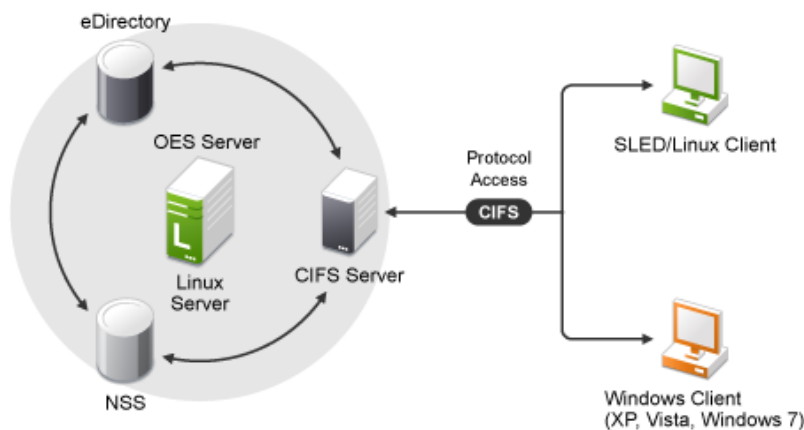 eDirectory
OES Server
L
Linux
Server
CIFS Server
NSS
Protocol
Access
CIFS
SLED/Linux Client
Windows Client
(XP, Vista, Windows 7)